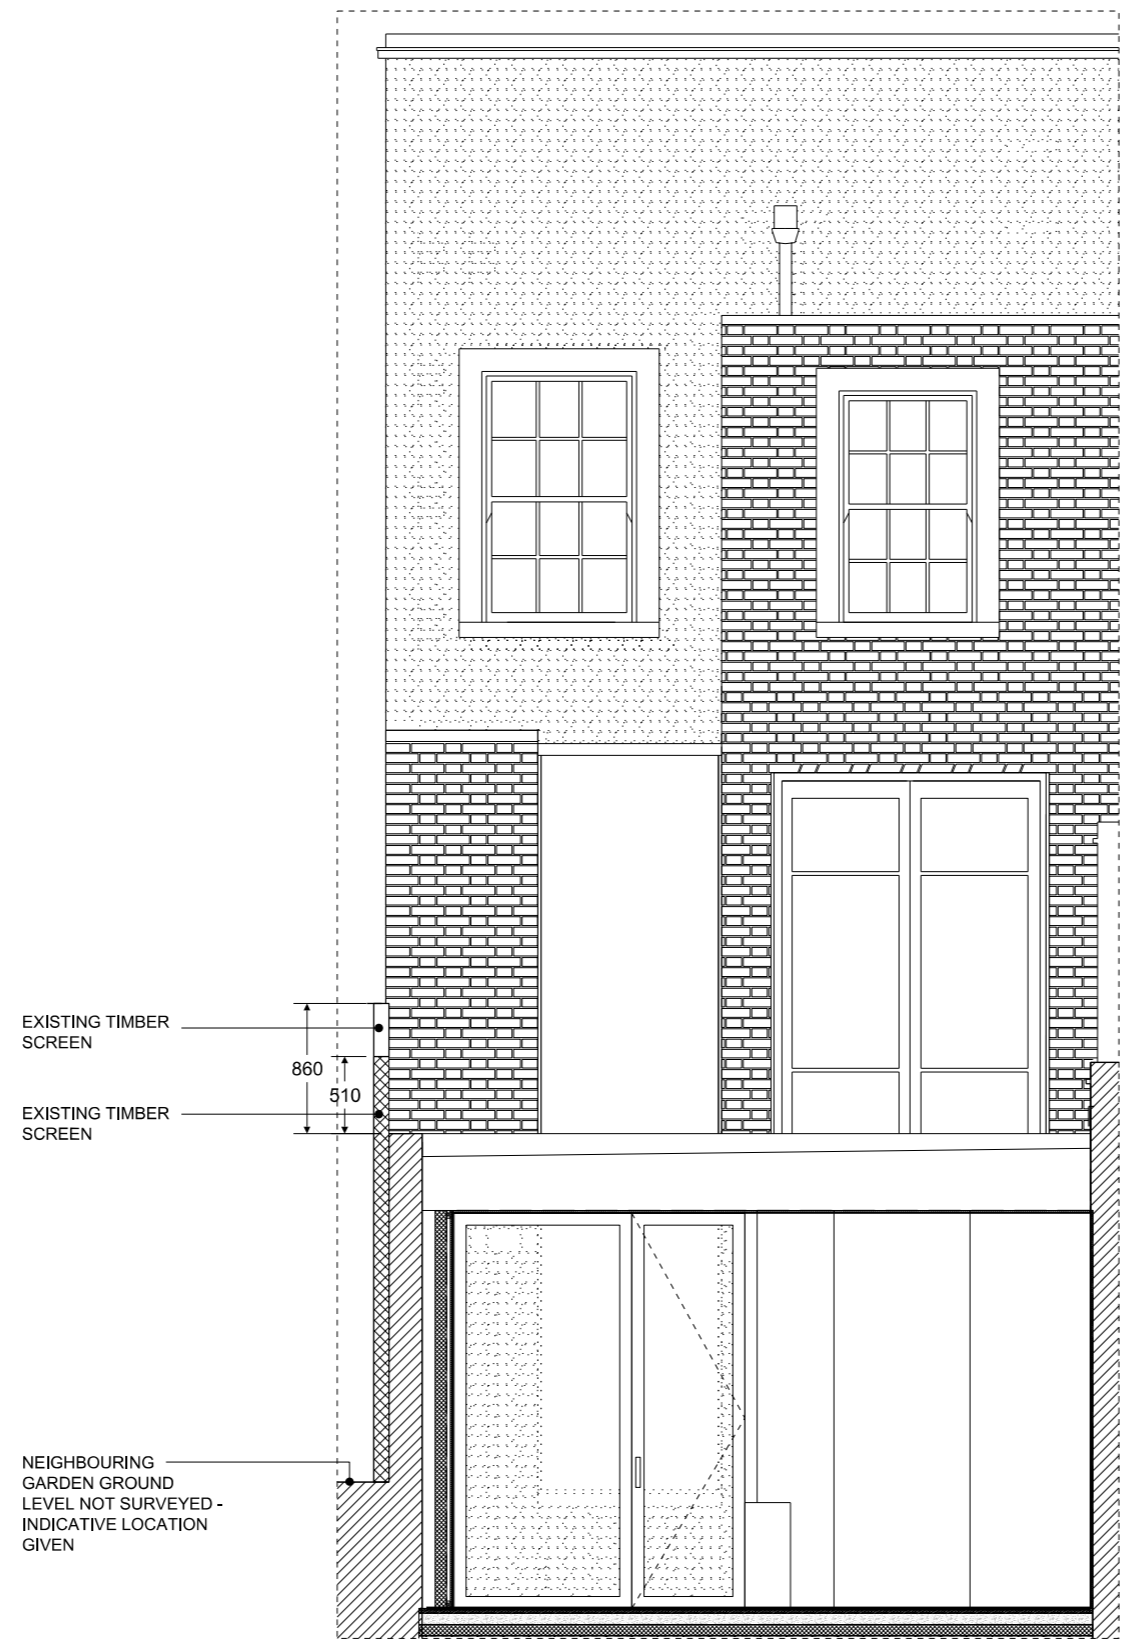 EXISTING TIMBER
SCREEN
860
510
EXISTING TIMBER
SCREEN
NEIGHBOURING
GARDEN GROUND
LEVEL NOT SURVEYED -
INDICATIVE LOCATION
GIVEN